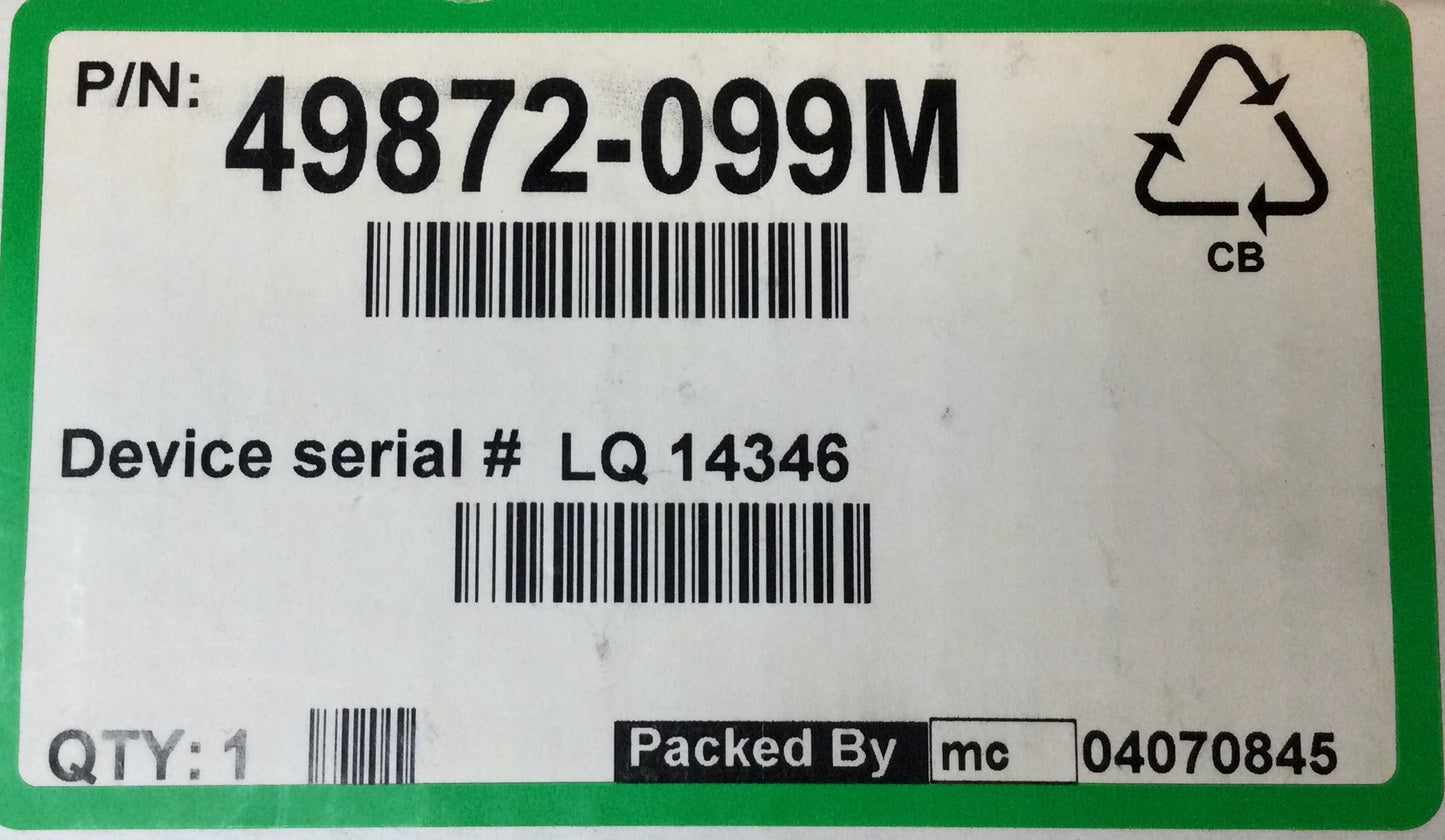 P/N: 49872-099M
CB
Device serial # LQ 14346
QTY: 1 Packed By mc 04070845